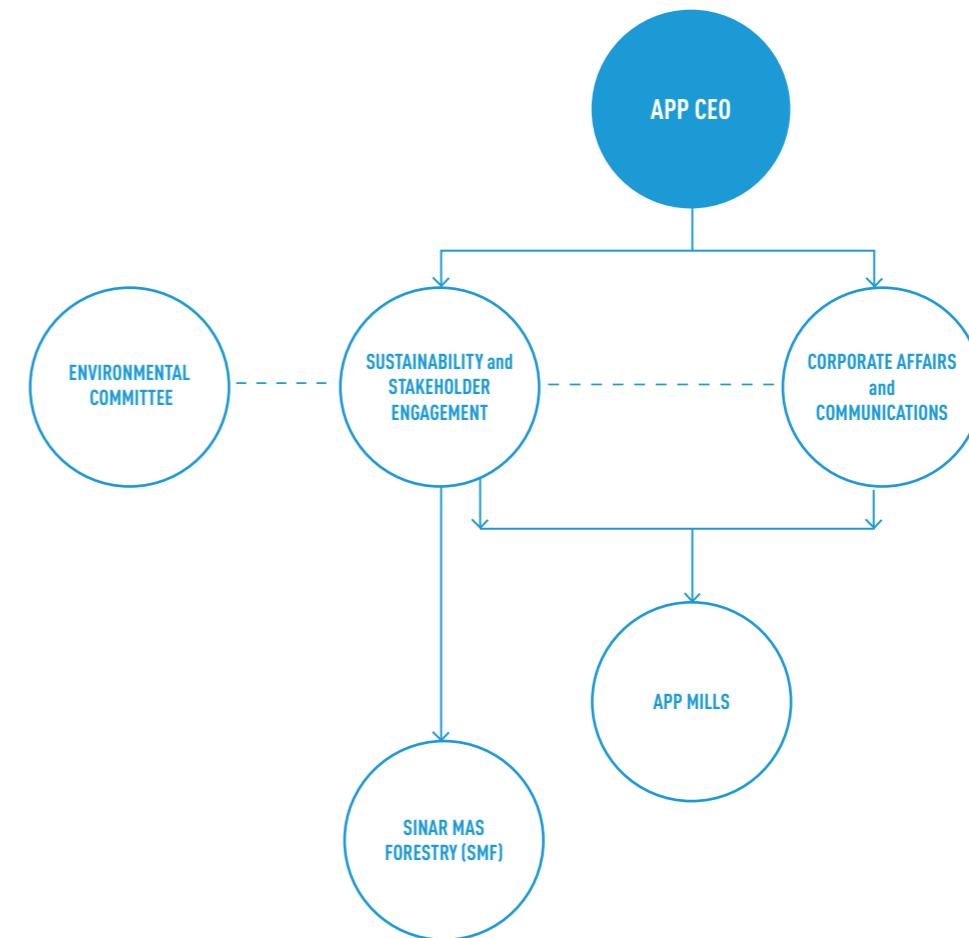 APP CEO
ENVIRONMENTAL
COMMITTEE
SUSTAINABILITY and
STAKEHOLDER
ENGAGEMENT
CORPORATE AFFAIRS
and
COMMUNICATIONS
APP MILLS
SINAR MAS
FORESTRY (SMF)